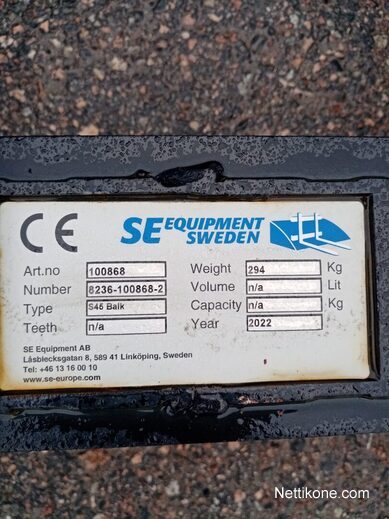 CE
SE EQUIPMENT
SWEDEN
Art.no 100868
Number 8236-100868-2
Type S45 Balk
Teeth n/a
Weight 294 Kg
Volume n/a Lit
Capacity n/a Kg
Year 2022
SE Equipment AB
Låsblecksgatan 8, 589 41 Linköping, Sweden
Tel: +46 13 16 00 10
www.se-europe.com
Nettikone.com